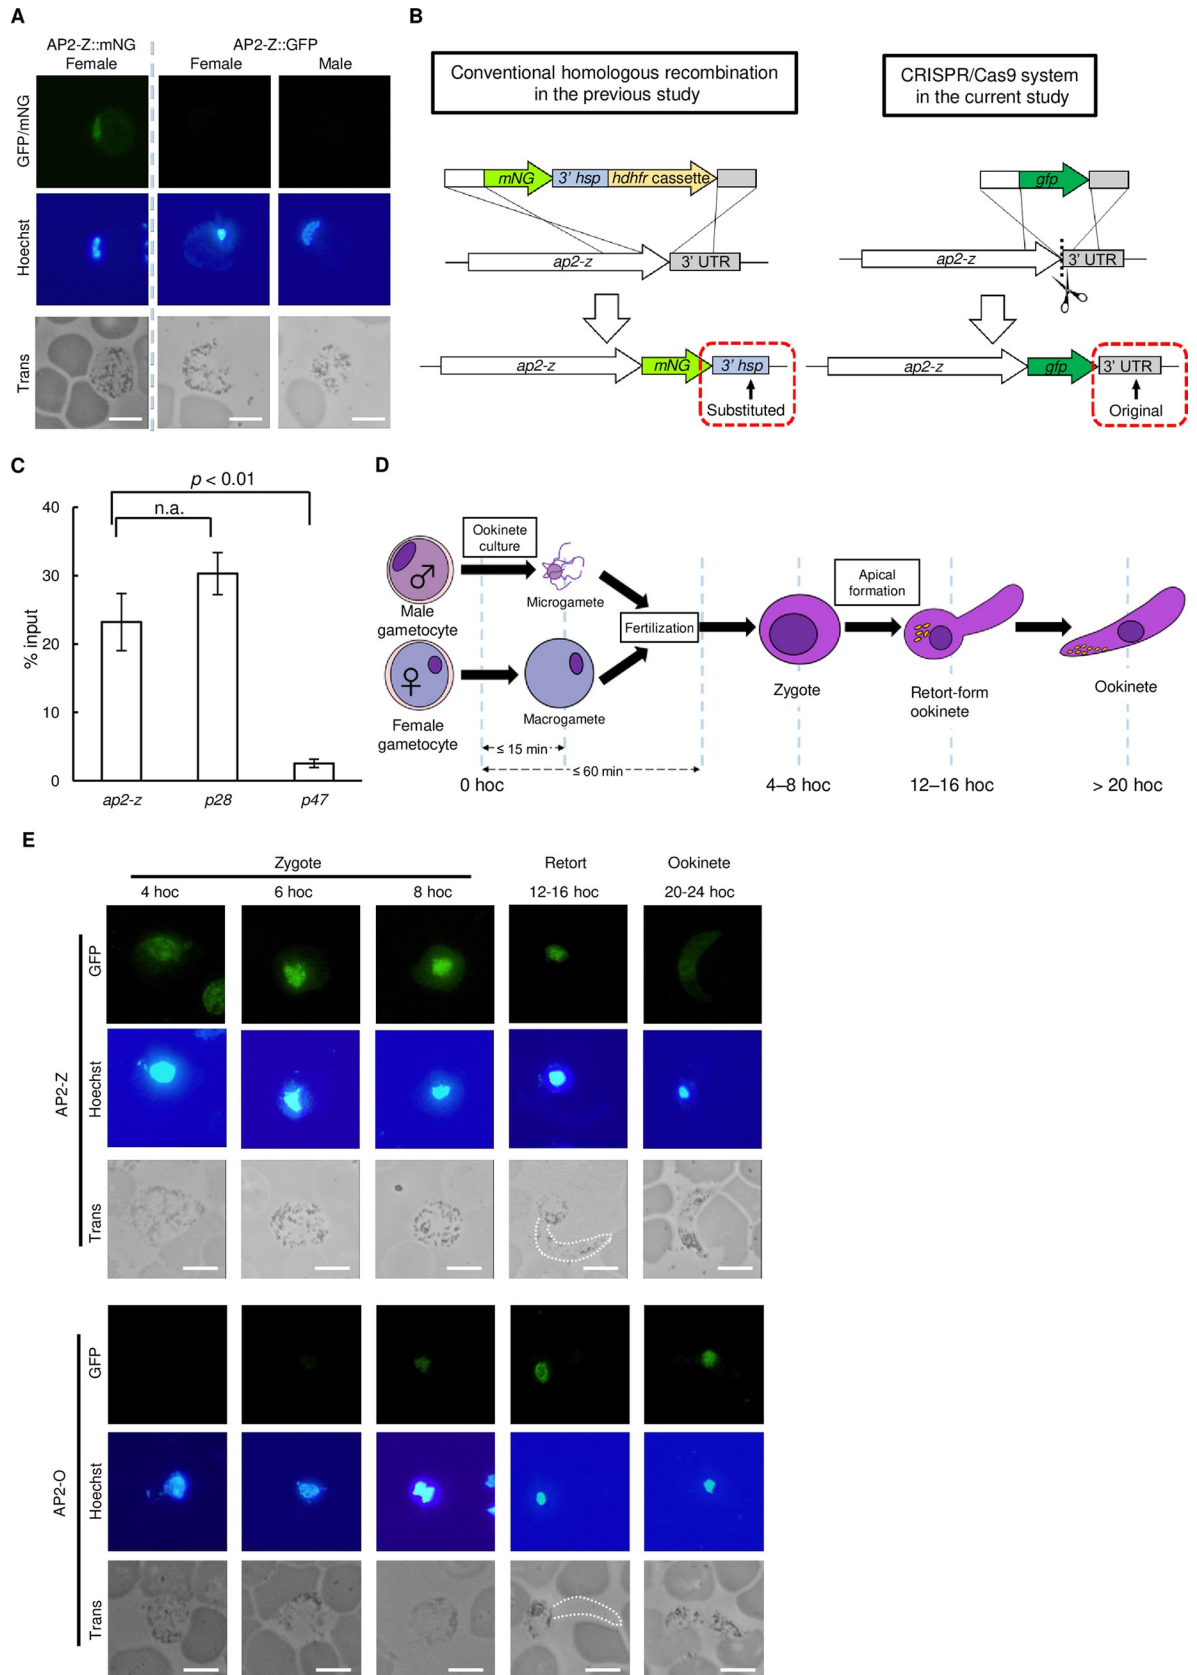 A
AP2-Z::mNG
Female
AP2-Z::GFP
Female
Male
GFP/mNG
Hoechst
Trans
B
Conventional homologous recombination
in the previous study
CRISPR/Cas9 system
in the current study
mNG
3' hsp
hdhfr cassette
gfp
ap2-z
3' UTR
ap2-z
3' UTR
ap2-z
mNG
3' hsp
Substituted
ap2-z
gfp
3' UTR
Original
C
p < 0.01
n.a.
40
30
20
10
0
% input
ap2-z
p28
p47
D
Ookinete
culture
Male
gametocyte
Microgamete
Female
gametocyte
Macrogamete
Fertilization
Zygote
Apical
formation
Retort-form
ookinete
Ookinete
≤ 15 min
≤ 60 min
0 hoc
4–8 hoc
12–16 hoc
> 20 hoc
E
Zygote
Retort
Ookinete
4 hoc
6 hoc
8 hoc
12-16 hoc
20-24 hoc
AP2-Z
GFP
Hoechst
Trans
AP2-O
GFP
Hoechst
Trans